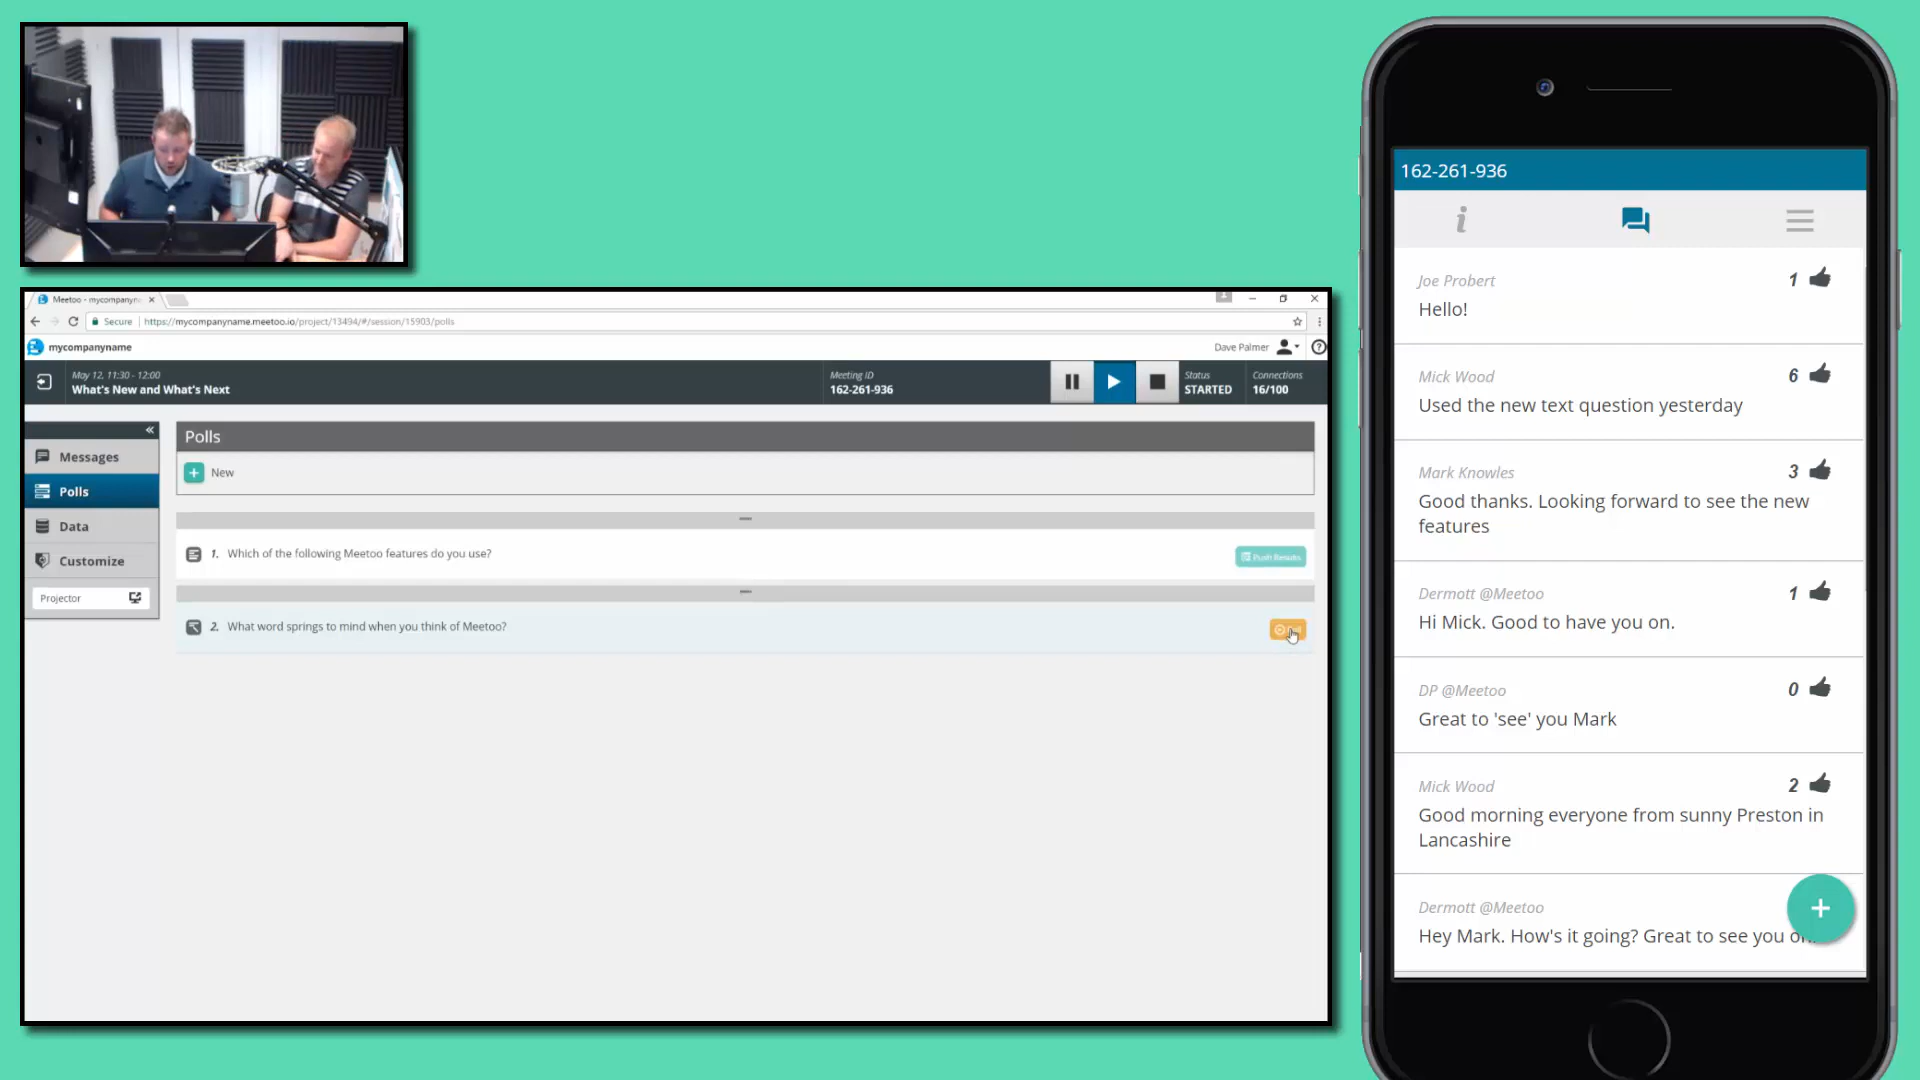 Meetoo - mycompanyn
Secure
https://mycompanyname.meetoo.io/project/13494/#/session/15903/polls
mycompanyname
Dave Palmer
May 12, 11:30 - 12:00
What's New and What's Next
Meeting ID
162-261-936
Status
STARTED
Connections
16/100
Messages
Polls
Data
Customize
Projector
Polls
New
1. Which of the following Meetoo features do you use?
Push Results
2. What word springs to mind when you think of Meetoo?
162-261-936
Joe Probert 1
Hello!
Mick Wood 6
Used the new text question yesterday
Mark Knowles 3
Good thanks. Looking forward to see the new
features
Dermott @Meetoo 1
Hi Mick. Good to have you on.
DP @Meetoo 0
Great to 'see' you Mark
Mick Wood 2
Good morning everyone from sunny Preston in
Lancashire
Dermott @Meetoo
Hey Mark. How's it going? Great to see you